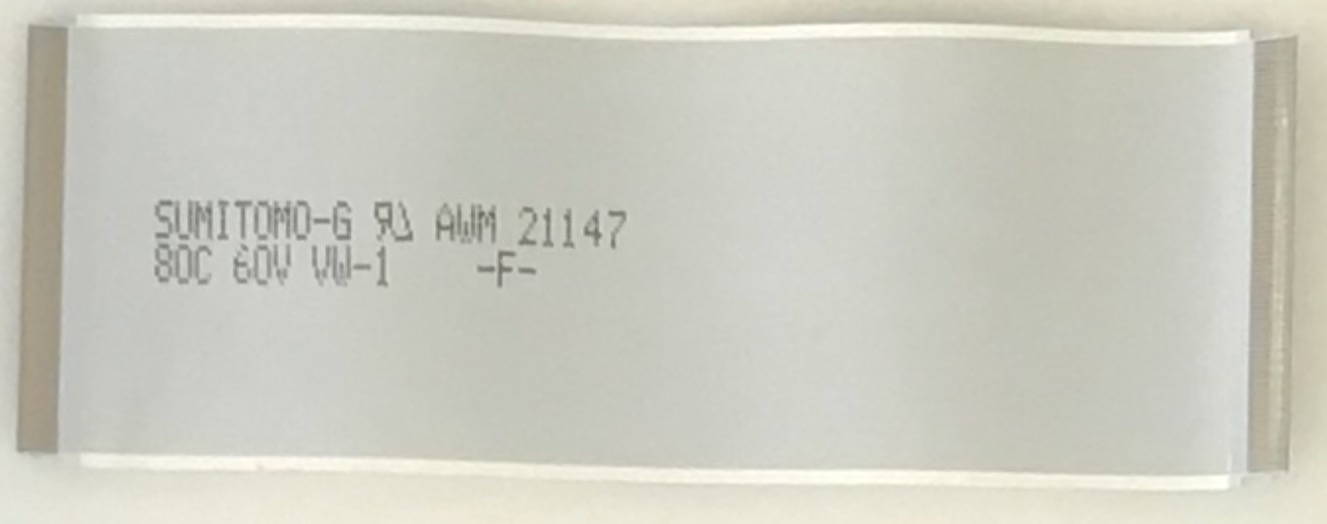 SUMITOMO-G AWM 21147
80C 60V VW-1 -F-